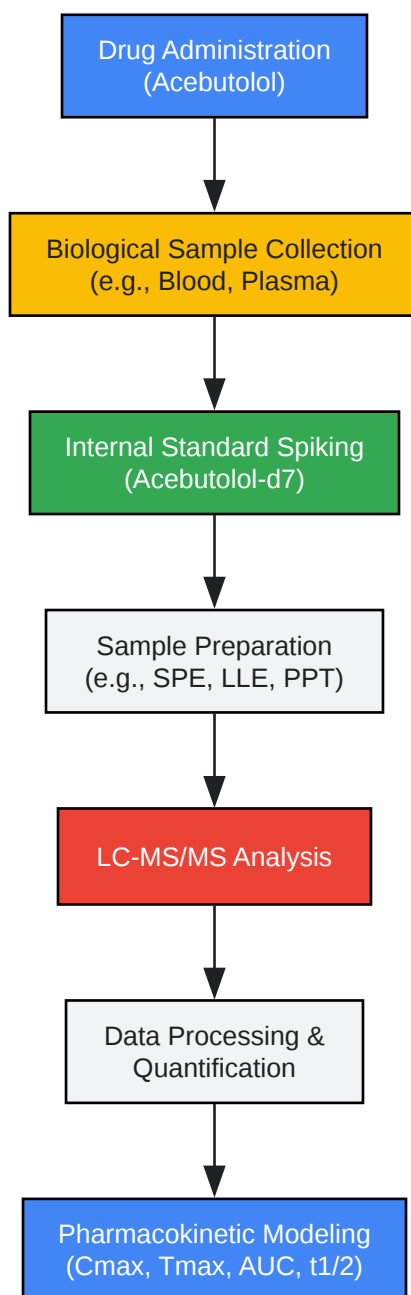 Drug Administration
(Acebutolol)
Biological Sample Collection
(e.g., Blood, Plasma)
Internal Standard Spiking
(Acebutolol-d7)
Sample Preparation
(e.g., SPE, LLE, PPT)
LC-MS/MS Analysis
Data Processing &
Quantification
Pharmacokinetic Modeling
(Cmax, Tmax, AUC, t1/2)